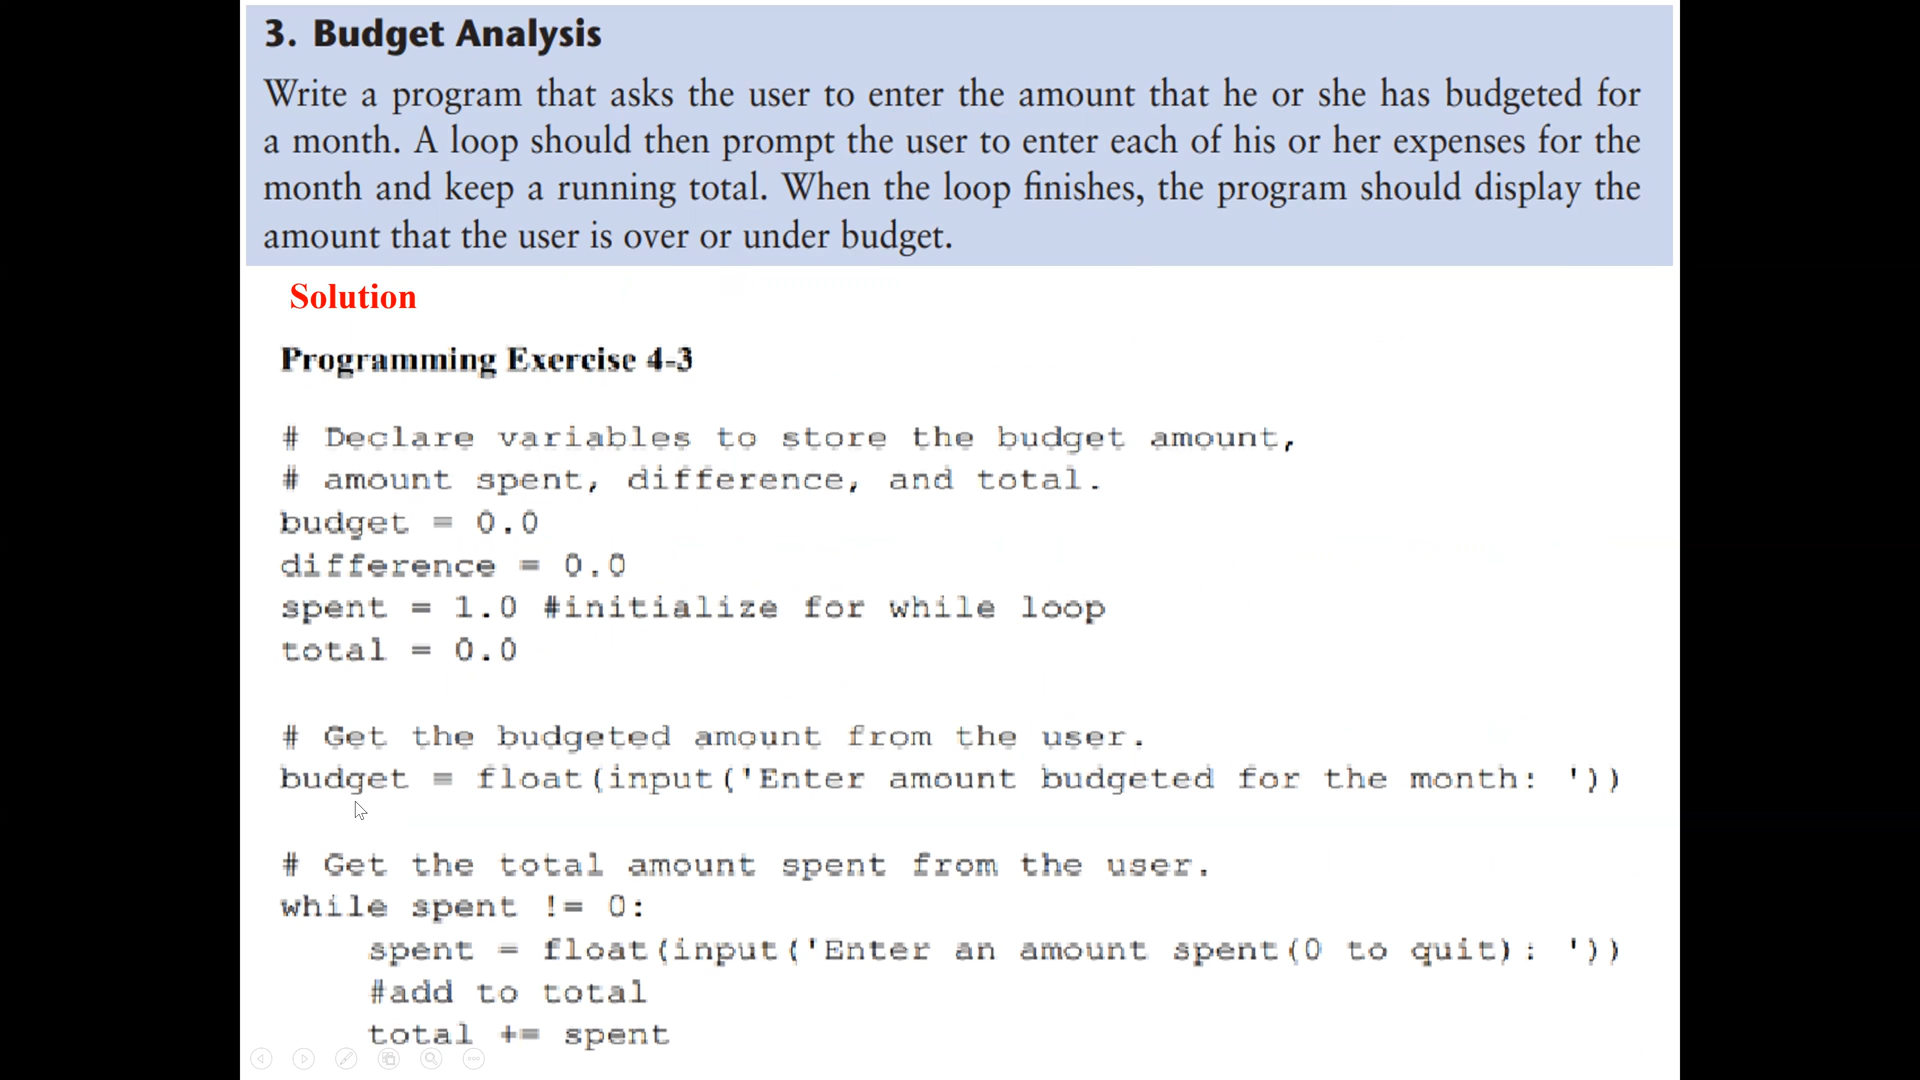 3. Budget Analysis
Write a program that asks the user to enter the amount that he or she has budgeted for
a month. A loop should then prompt the user to enter each of his or her expenses for the
month and keep a running total. When the loop finishes, the program should display the
amount that the user is over or under budget.
Solution
Programming Exercise 4-3
# Declare variables to store the budget amount,
# amount spent, difference, and total.
budget = 0.0
difference = 0.0
spent = 1.0 #initialize for while loop
total = 0.0
# Get the budgeted amount from the user.
budget = float(input('Enter amount budgeted for the month: '))
# Get the total amount spent from the user.
while spent != 0:
    spent = float(input('Enter an amount spent(0 to quit): '))
    #add to total
    total += spent